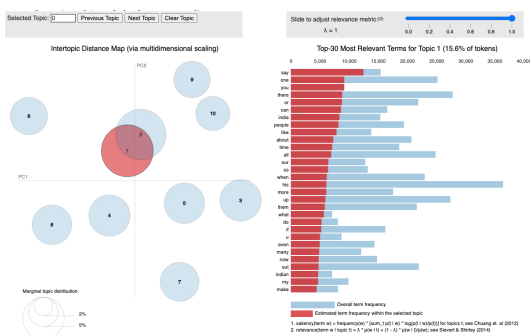 Selected Topic: 0
Previous Topic
Next Topic
Clear Topic
Slide to adjust relevance metric:(2)
λ = 1
0.0
0.2
0.4
0.6
0.8
1.0
Intertopic Distance Map (via multidimensional scaling)
PC2
PC1
9
10
8
2
1
3
5
4
6
7
Marginal topic distribution
2%
5%
Top-30 Most Relevant Terms for Topic 1 (15.6% of tokens)
0
5,000
10,000
15,000
20,000
25,000
30,000
35,000
40,000
say
one
you
there
or
can
india
people
like
about
time
all
our
so
when
his
more
up
them
what
do
if
u
even
many
now
out
indian
my
make
Overall term frequency
Estimated term frequency within the selected topic
1. saliency(term w) = frequency(w) * [sum_t p(t | w) * log(p(t | w)/p(t))] for topics t; see Chuang et. al (2012)
2. relevance(term w | topic t) = λ * p(w | t) + (1 - λ) * p(w | t)/p(w); see Sievert & Shirley (2014)